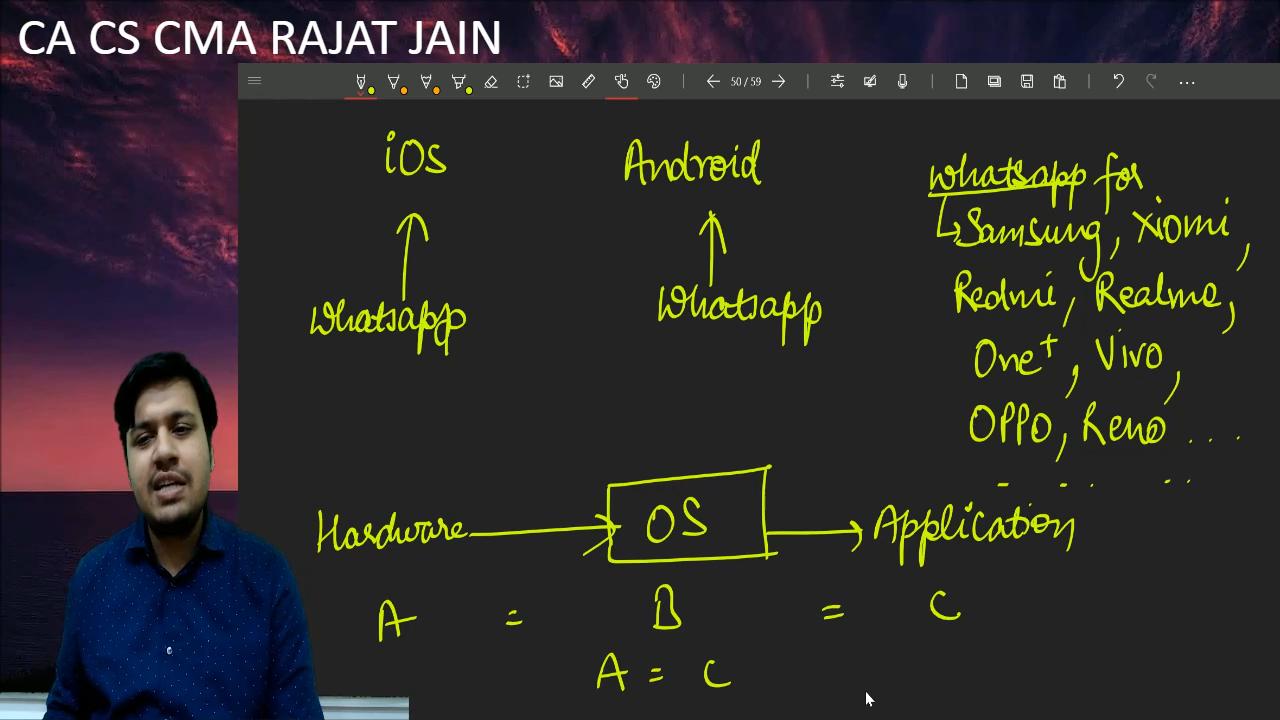 CA CS CMA RAJAT JAIN
50 / 59
iOS
Android
Whatsapp
Whatsapp
Whatsapp for
Samsung, Xiomi,
Redmi, Realme,
One+, Vivo,
OPPO, Reno ...
Hardware
OS
Application
A = B = C
A = C